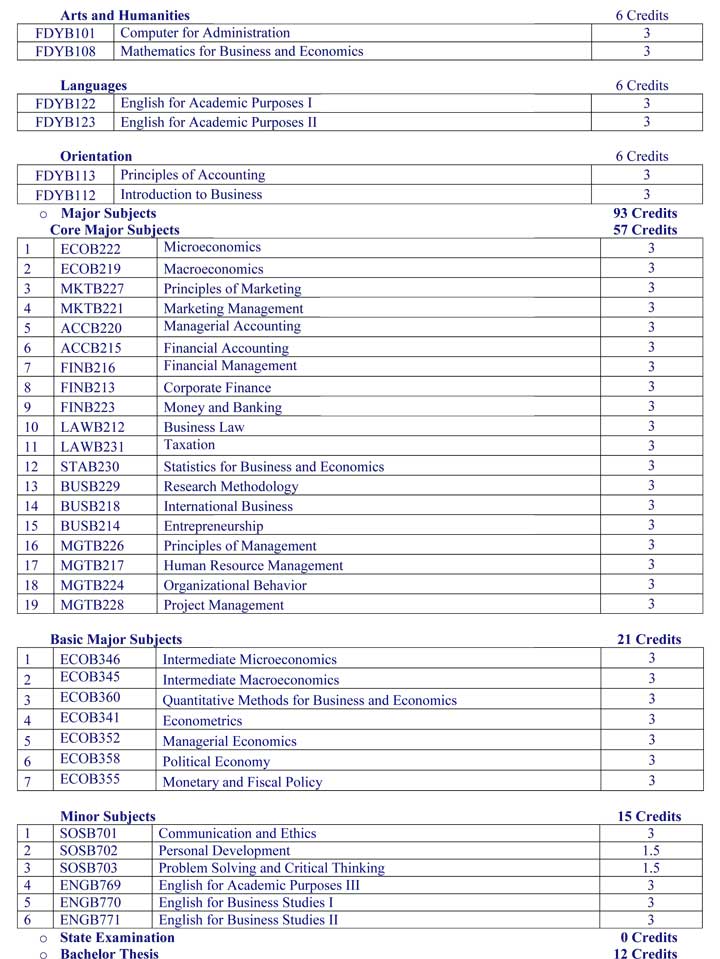 Arts and Humanities 6 Credits
FDYB101 Computer for Administration 3
FDYB108 Mathematics for Business and Economics 3
Languages 6 Credits
FDYB122 English for Academic Purposes I 3
FDYB123 English for Academic Purposes II 3
Orientation 6 Credits
FDYB113 Principles of Accounting 3
FDYB112 Introduction to Business 3
o Major Subjects 93 Credits
Core Major Subjects 57 Credits
1 ECOB222 Microeconomics 3
2 ECOB219 Macroeconomics 3
3 MKTB227 Principles of Marketing 3
4 MKTB221 Marketing Management 3
5 ACCB220 Managerial Accounting 3
6 ACCB215 Financial Accounting 3
7 FINB216 Financial Management 3
8 FINB213 Corporate Finance 3
9 FINB223 Money and Banking 3
10 LAWB212 Business Law 3
11 LAWB231 Taxation 3
12 STAB230 Statistics for Business and Economics 3
13 BUSB229 Research Methodology 3
14 BUSB218 International Business 3
15 BUSB214 Entrepreneurship 3
16 MGTB226 Principles of Management 3
17 MGTB217 Human Resource Management 3
18 MGTB224 Organizational Behavior 3
19 MGTB228 Project Management 3
Basic Major Subjects 21 Credits
1 ECOB346 Intermediate Microeconomics 3
2 ECOB345 Intermediate Macroeconomics 3
3 ECOB360 Quantitative Methods for Business and Economics 3
4 ECOB341 Econometrics 3
5 ECOB352 Managerial Economics 3
6 ECOB358 Political Economy 3
7 ECOB355 Monetary and Fiscal Policy 3
Minor Subjects 15 Credits
1 SOSB701 Communication and Ethics 3
2 SOSB702 Personal Development 1.5
3 SOSB703 Problem Solving and Critical Thinking 1.5
4 ENGB769 English for Academic Purposes III 3
5 ENGB770 English for Business Studies I 3
6 ENGB771 English for Business Studies II 3
o State Examination 0 Credits
o Bachelor Thesis 12 Credits